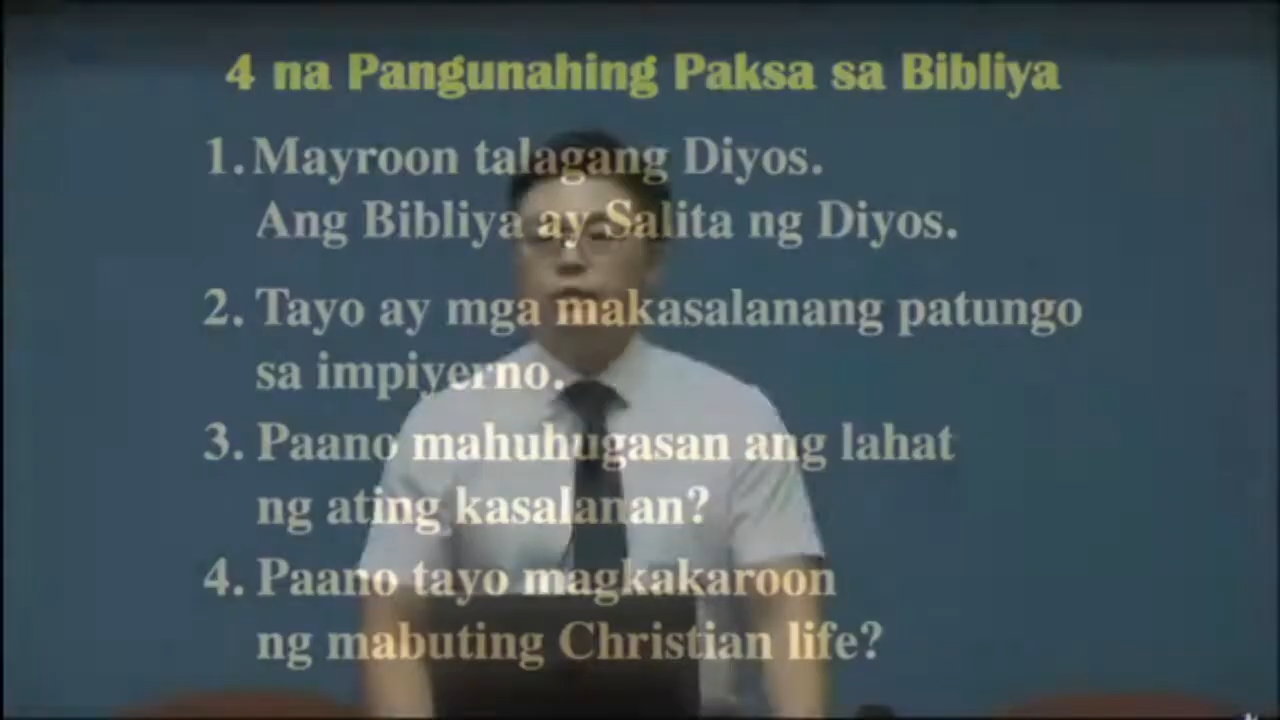 4 na Pangunahing Paksa sa Bibliya
1. Mayroon talagang Diyos.
Ang Bibliya ay Salita ng Diyos.
2. Tayo ay mga makasalanang patungo
sa impiyerno.
3. Paano mahuhugasan ang lahat
ng ating kasalanan?
4. Paano tayo magkakaroon
ng mabuting Christian life?